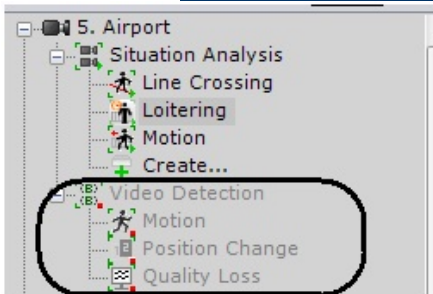 5. Airport
Situation Analysis
Line Crossing
Loitering
Motion
Create...
Video Detection
Motion
Position Change
Quality Loss